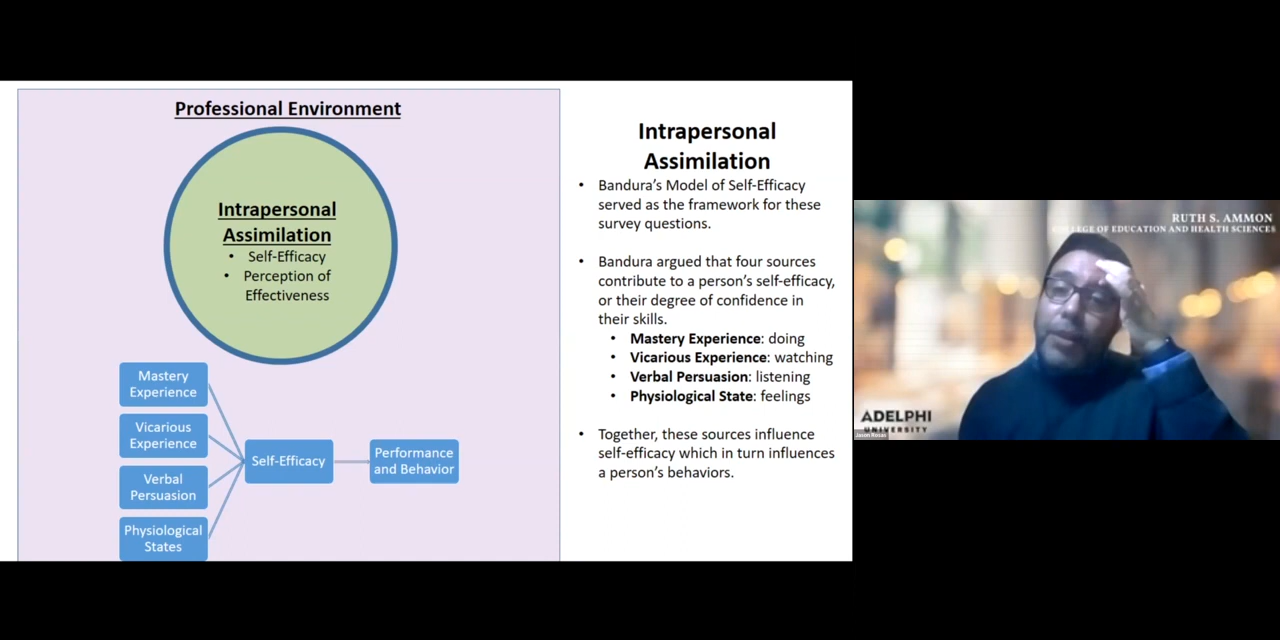 Professional Environment
Intrapersonal
Assimilation
• Self-Efficacy
• Perception of
Effectiveness
Mastery
Experience
Vicarious
Experience
Verbal
Persuasion
Physiological
States
Self-Efficacy
Performance
and Behavior
Intrapersonal
Assimilation
• Bandura’s Model of Self-Efficacy
served as the framework for these
survey questions.
• Bandura argued that four sources
contribute to a person’s self-efficacy,
or their degree of confidence in
their skills.
• Mastery Experience: doing
• Vicarious Experience: watching
• Verbal Persuasion: listening
• Physiological State: feelings
• Together, these sources influence
self-efficacy which in turn influences
a person’s behaviors.
RUTH S. AMMON
OF EDUCATION AND HEALTH SCIENCES
ADELPHI
UNIVERSITY
Jason